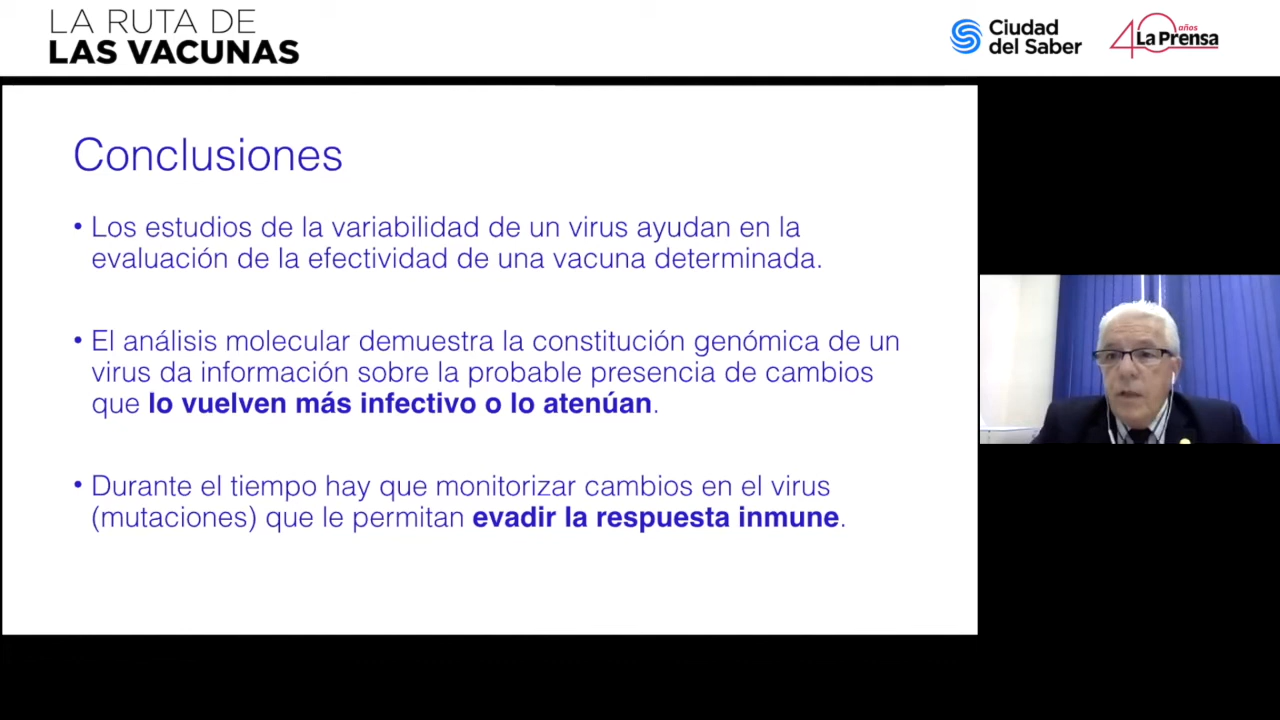 LA RUTA DE
LAS VACUNAS
Ciudad
del Saber
40 años
La Prensa
Conclusiones
• Los estudios de la variabilidad de un virus ayudan en la
evaluación de la efectividad de una vacuna determinada.
• El análisis molecular demuestra la constitución genómica de un
virus da información sobre la probable presencia de cambios
que lo vuelven más infectivo o lo atenúan.
• Durante el tiempo hay que monitorizar cambios en el virus
(mutaciones) que le permitan evadir la respuesta inmune.